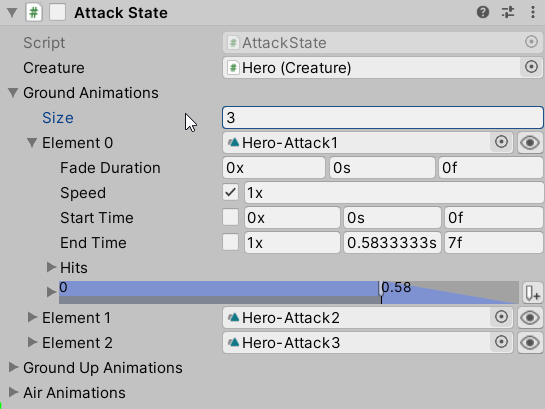 # Attack State
Script # AttackState
Creature # Hero (Creature)
Ground Animations
Size 3
Element 0 Hero-Attack1
Fade Duration 0x 0s 0f
Speed 1x
Start Time 0x 0s 0f
End Time 1x 0.5833333s 7f
Hits
0 0.58
Element 1 Hero-Attack2
Element 2 Hero-Attack3
Ground Up Animations
Air Animations